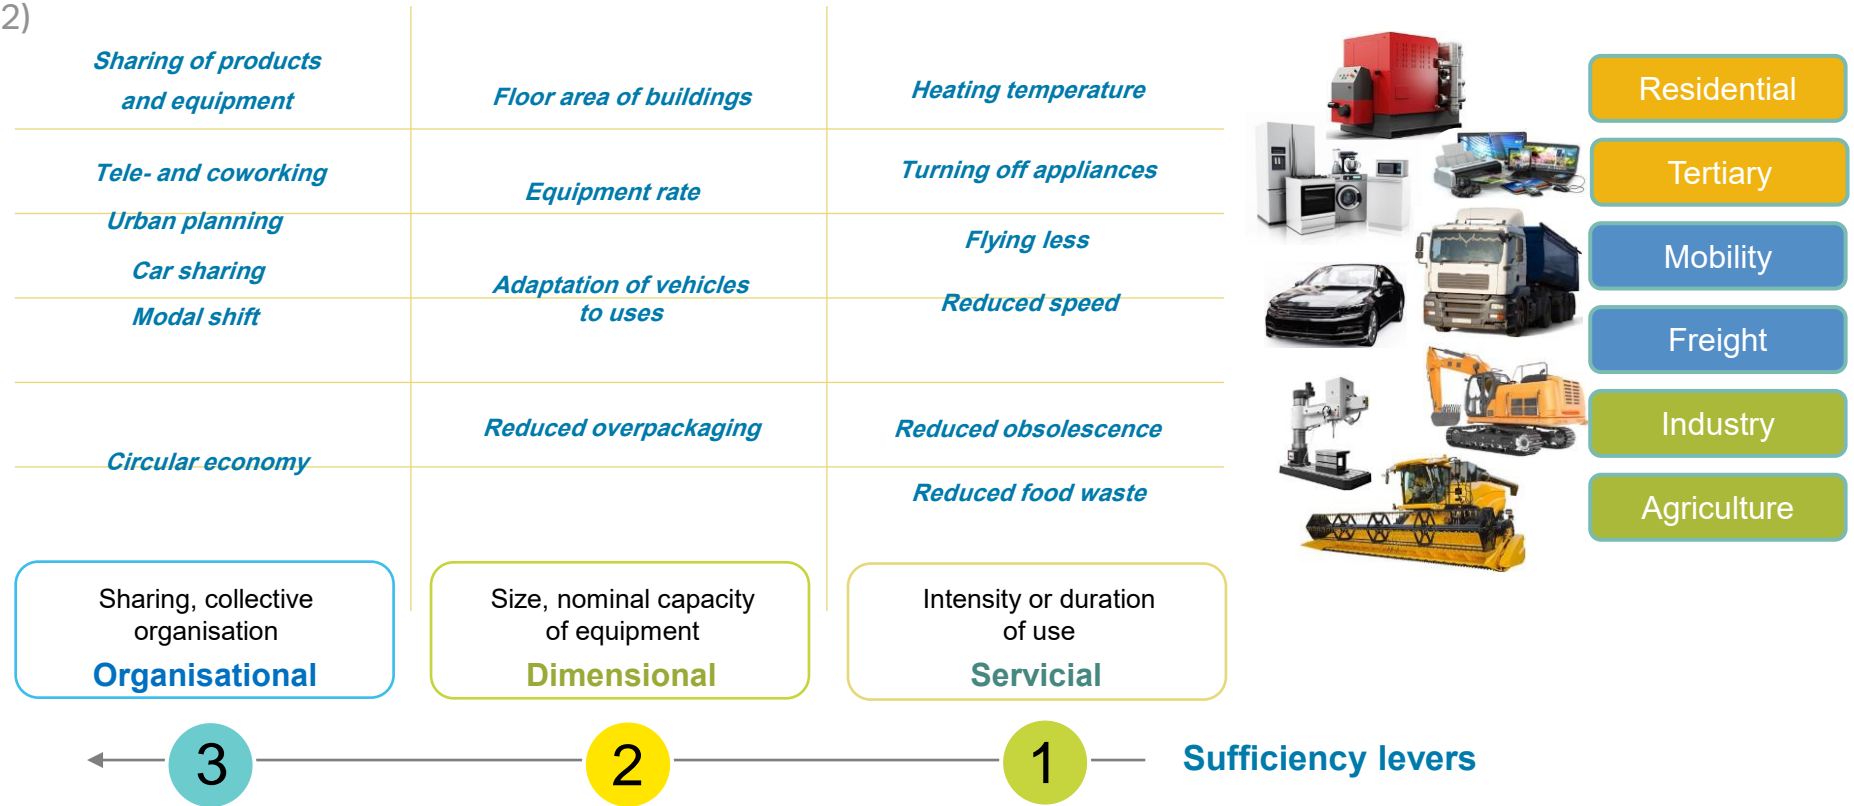 2)
Sharing of products
and equipment
Floor area of buildings
Heating temperature
Residential
Tele- and coworking
Equipment rate
Turning off appliances
Tertiary
Urban planning
Car sharing
Adaptation of vehicles
to uses
Flying less
Mobility
Modal shift
Reduced speed
Freight
Circular economy
Reduced overpackaging
Reduced obsolescence
Industry
Reduced food waste
Agriculture
Sharing, collective
organisation
Organisational
Size, nominal capacity
of equipment
Dimensional
Intensity or duration
of use
Servicial
3
2
1
Sufficiency levers